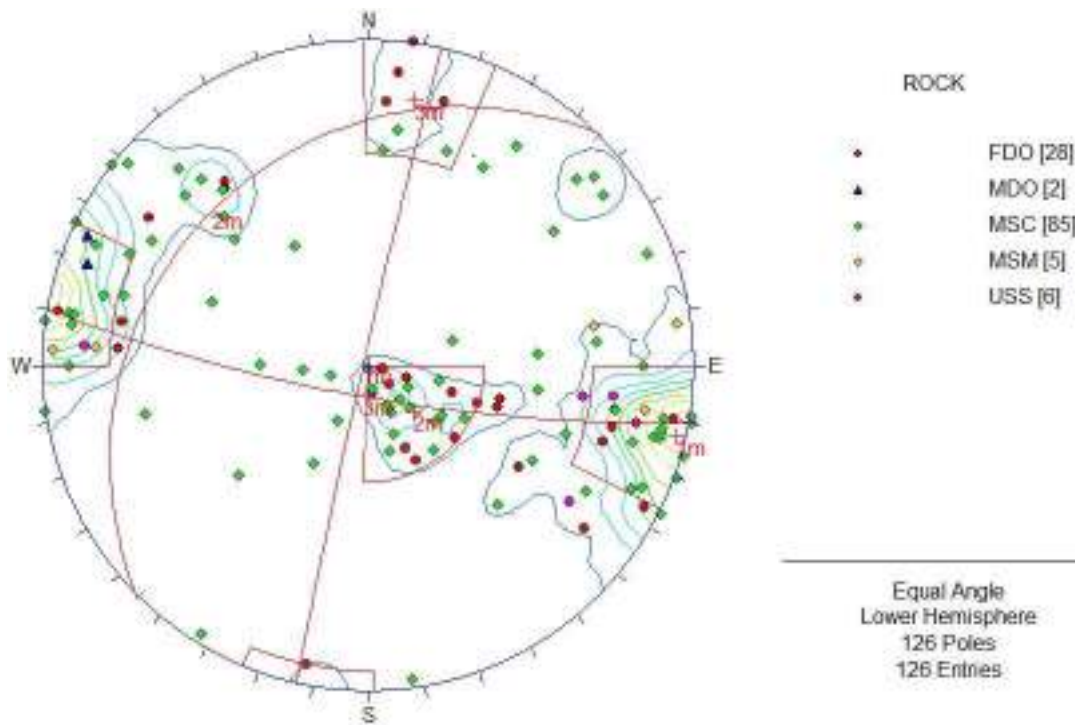 N
ROCK
FDO [28]
MDO [2]
MSC [85]
MSM [5]
USS [6]
3m
2m
W
E
3m
2m
m
S
Equal Angle
Lower Hemisphere
126 Poles
126 Entries